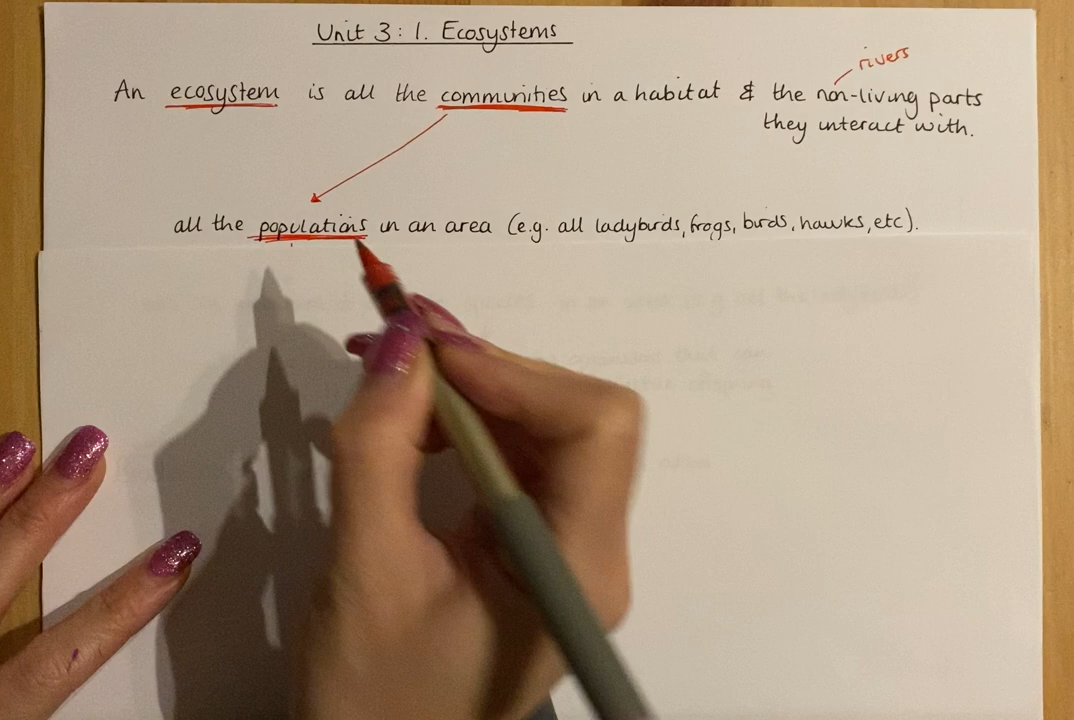 Unit 3: 1. Ecosystems
rivers
An ecosystem is all the communities in a habitat & the non-living parts
they interact with.
all the populations in an area (e.g. all ladybirds, frogs, birds, hawks, etc).